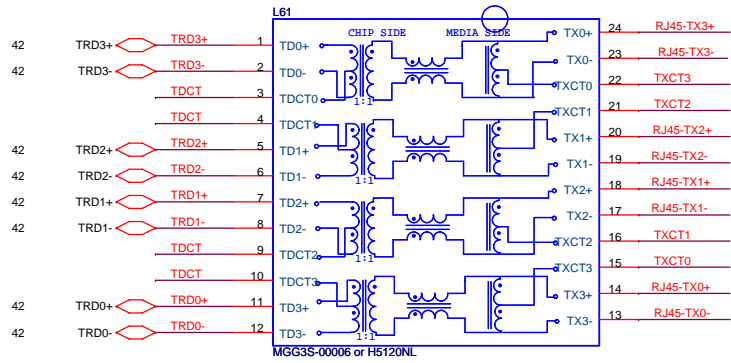 L61
CHIP SIDE MEDIA SIDE
42 TRD3+ TRD3+ 1 TD0+ TX0+ 24 RJ45-TX3+
42 TRD3- TRD3- 2 TD0- TX0- 23 RJ45-TX3-
TDCT 3 TDCT0 TXCT0 22 TXCT3
1:1
TDCT 4 TDCT1 TXCT1 21 TXCT2
42 TRD2+ TRD2+ 5 TD1+ TX1+ 20 RJ45-TX2+
42 TRD2- TRD2- 6 TD1- TX1- 19 RJ45-TX2-
1:1
42 TRD1+ TRD1+ 7 TD2+ TX2+ 18 RJ45-TX1+
42 TRD1- TRD1- 8 TD2- TX2- 17 RJ45-TX1-
TDCT 9 TDCT2 TXCT2 16 TXCT1
1:1
TDCT 10 TDCT3 TXCT3 15 TXCT0
42 TRD0+ TRD0+ 11 TD3+ TX3+ 14 RJ45-TX0+
42 TRD0- TRD0- 12 TD3- TX3- 13 RJ45-TX0-
1:1
MGG3S-00006 or H5120NL